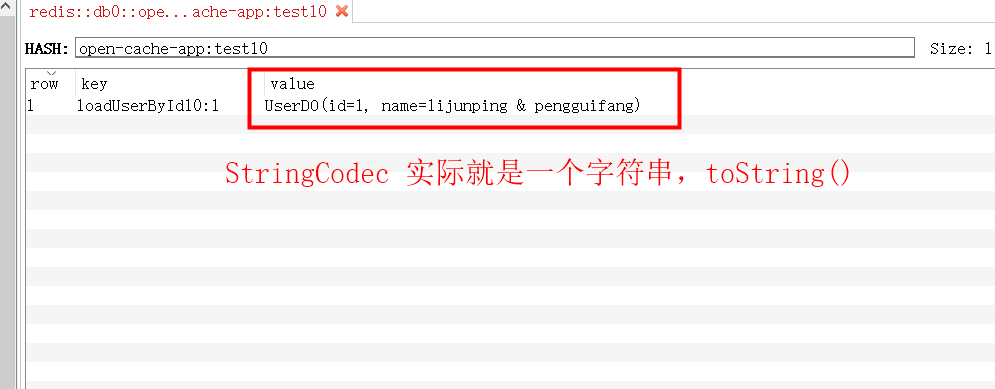 redis::db0::ope...ache-app:test10
HASH: open-cache-app:test10 Size: 1
row key value
1 loadUserById10:1 UserDO(id=1, name=lijunping & pengguifang)
StringCodec 实际就是一个字符串，toString()